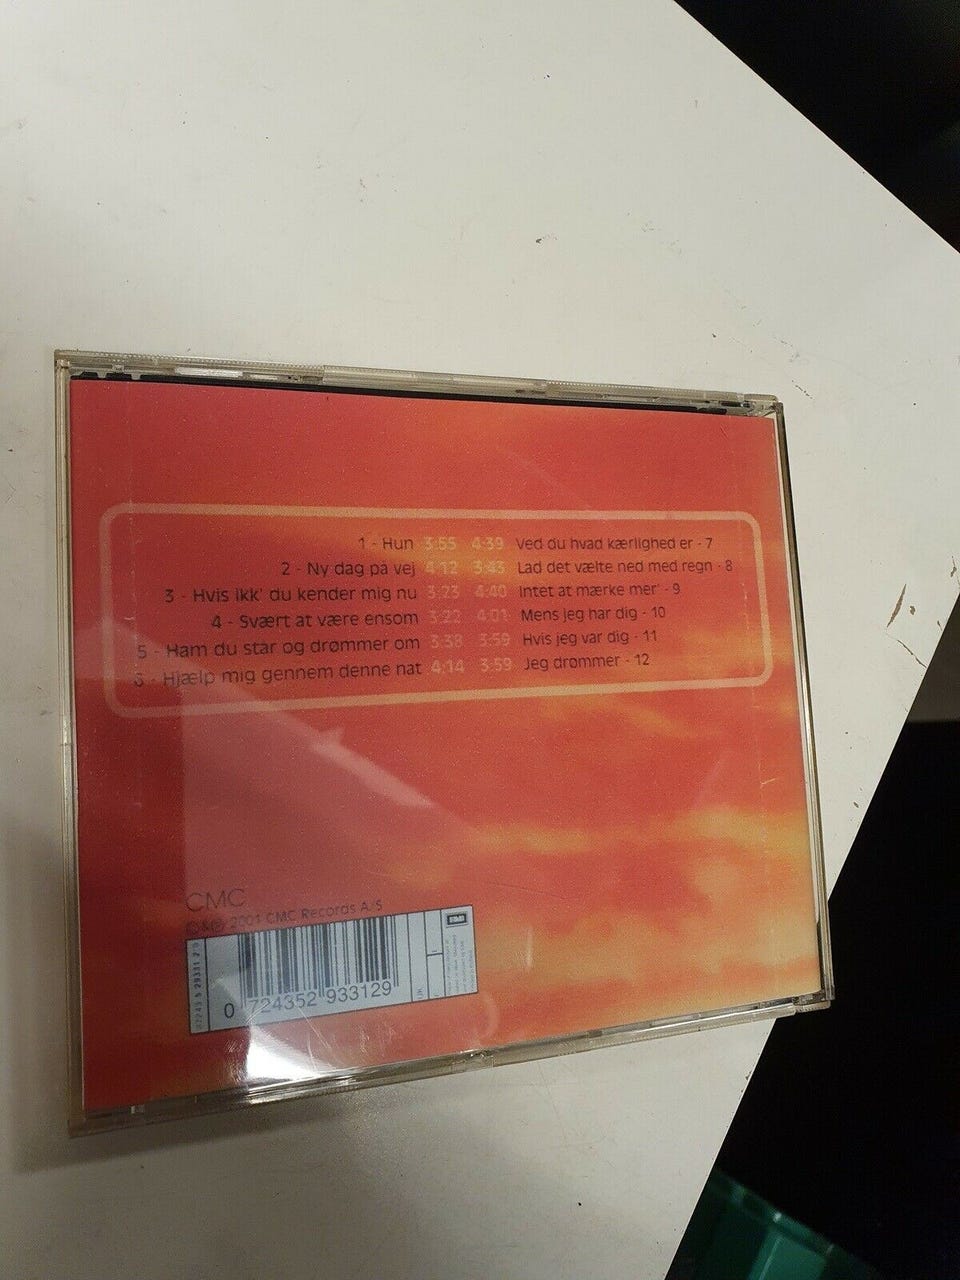 1 - Hun 3:55
2 - Ny dag på vej 4:12
3 - Hvis ikk' du kender mig nu 3:23
4 - Svært at være ensom 3:22
5 - Ham du står og drømmer om 3:38
6 - Hjælp mig gennem denne nat 4:14
4:39 Ved du hvad kærlighed er - 7
3:43 Lad det vælte ned med regn - 8
4:40 Intet at mærke mer' - 9
4:01 Mens jeg har dig - 10
3:59 Hvis jeg var dig - 11
3:59 Jeg drømmer - 12
CMC
©&℗ 2001 CMC Records A/S
0 724352 933129
UK
EMI